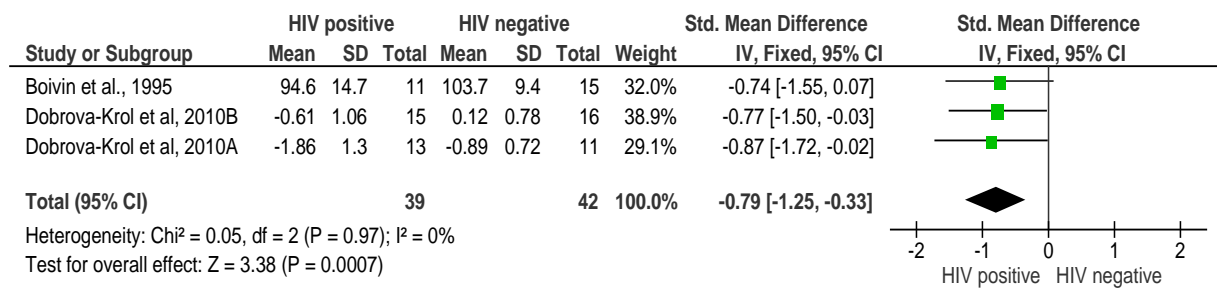 HIV positive HIV negative Std. Mean Difference Std. Mean Difference
Study or Subgroup Mean SD Total Mean SD Total Weight IV, Fixed, 95% CI IV, Fixed, 95% CI
Boivin et al., 1995 94.6 14.7 11 103.7 9.4 15 32.0% -0.74 [-1.55, 0.07]
Dobrova-Krol et al, 2010B -0.61 1.06 15 0.12 0.78 16 38.9% -0.77 [-1.50, -0.03]
Dobrova-Krol et al, 2010A -1.86 1.3 13 -0.89 0.72 11 29.1% -0.87 [-1.72, -0.02]
Total (95% CI) 39 42 100.0% -0.79 [-1.25, -0.33]
Heterogeneity: Chi² = 0.05, df = 2 (P = 0.97); I² = 0%
Test for overall effect: Z = 3.38 (P = 0.0007)
-2 -1 0 1 2
HIV positive HIV negative